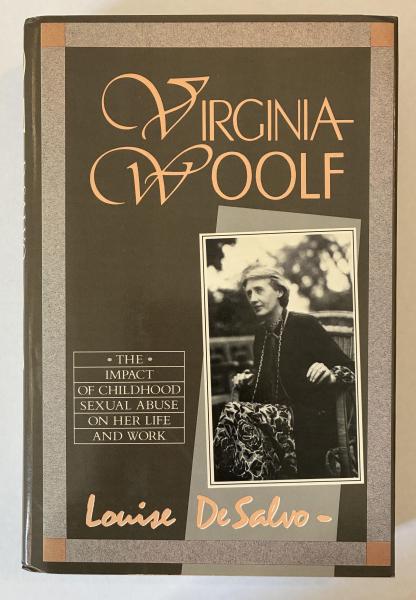 VIRGINIA
WOOLF
• THE •
IMPACT
OF CHILDHOOD
SEXUAL ABUSE
ON HER LIFE
AND WORK
Louise DeSalvo -